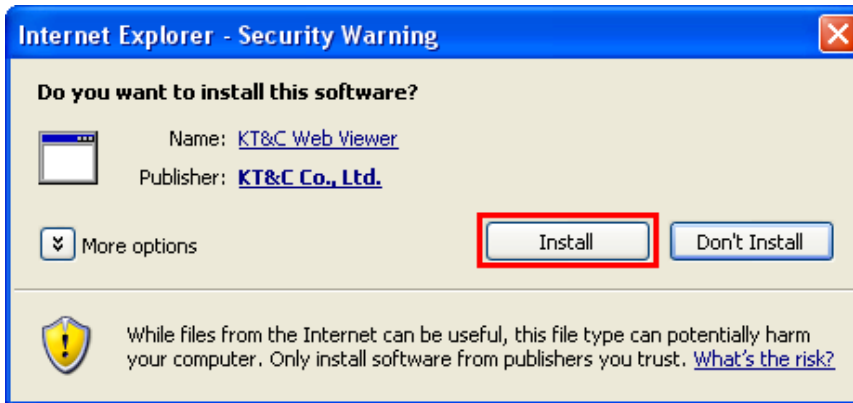 Internet Explorer - Security Warning
Do you want to install this software?
Name: KT&C Web Viewer
Publisher: KT&C Co., Ltd.
More options
Install
Don't Install
While files from the Internet can be useful, this file type can potentially harm
your computer. Only install software from publishers you trust. What's the risk?